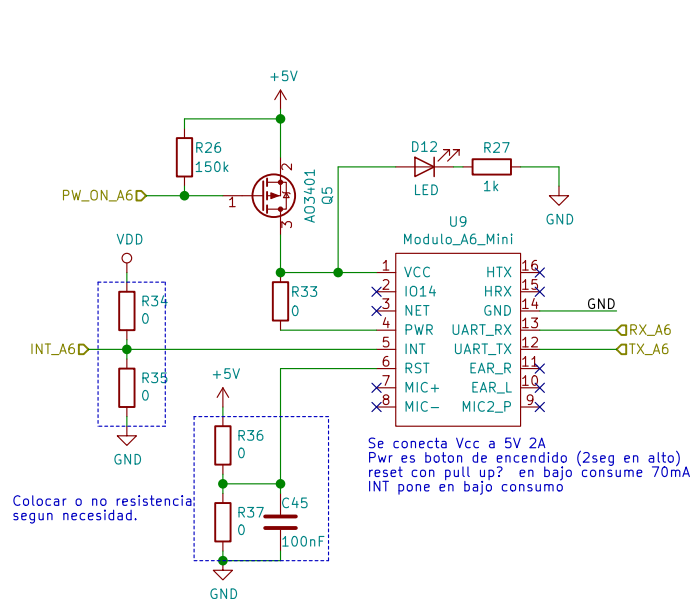 +5V
R26
150k
PW_ON_A6
1
2
3
AO3401
Q5
D12
LED
R27
1k
GND
U9
Modulo_A6_Mini
VDD
R34
0
INT_A6
R35
0
GND
R33
0
1 VCC HTX 16
2 IO14 HRX 15
3 NET GND 14 GND
4 PWR UART_RX 13 RX_A6
5 INT UART_TX 12 TX_A6
6 RST EAR_R 11
7 MIC+ EAR_L 10
8 MIC- MIC2_P 9
+5V
R36
0
R37
0
C45
100nF
GND
Se conecta Vcc a 5V 2A
Pwr es boton de encendido (2seg en alto)
reset con pull up? en bajo consume 70mA
INT pone en bajo consumo
Colocar o no resistencia
segun necesidad.